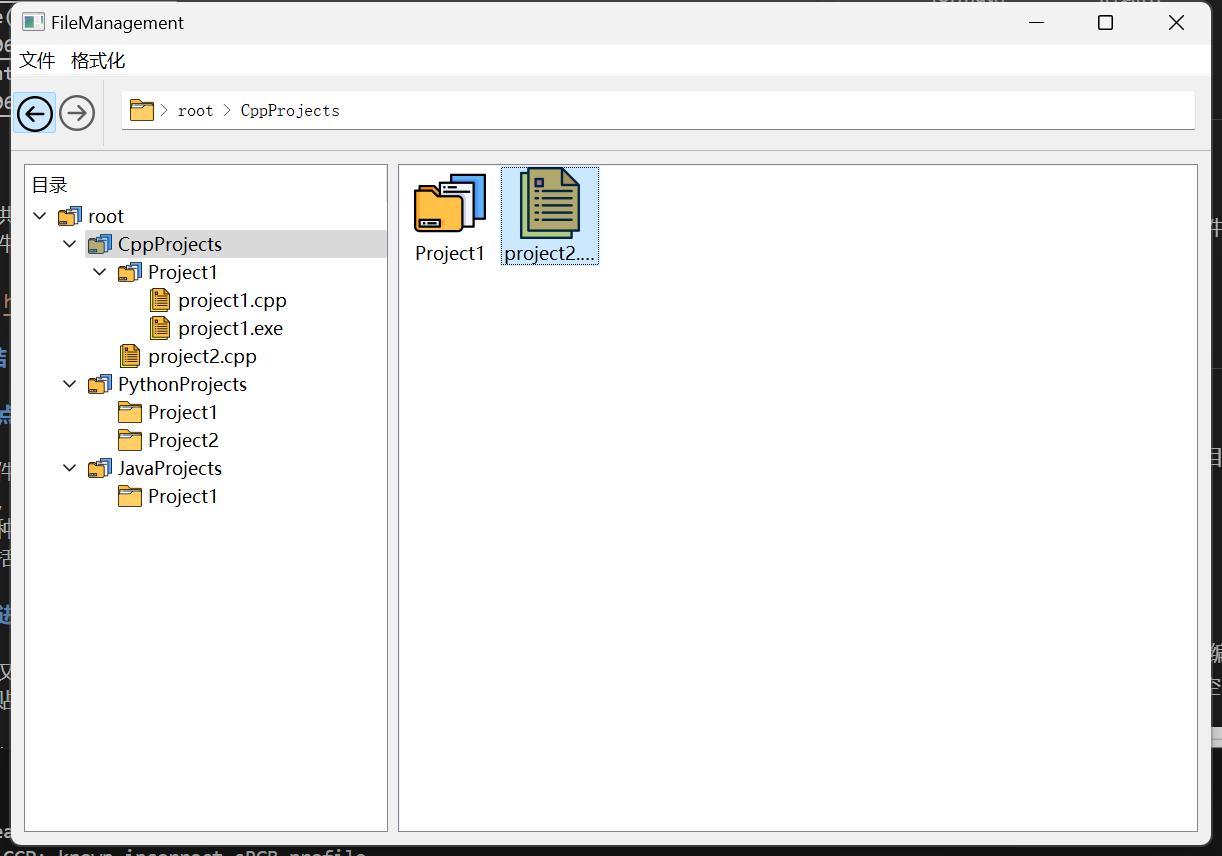 FileManagement
文件 格式化
root > CppProjects
目录
root
CppProjects
Project1
project1.cpp
project1.exe
project2.cpp
PythonProjects
Project1
Project2
JavaProjects
Project1
Project1
project2....